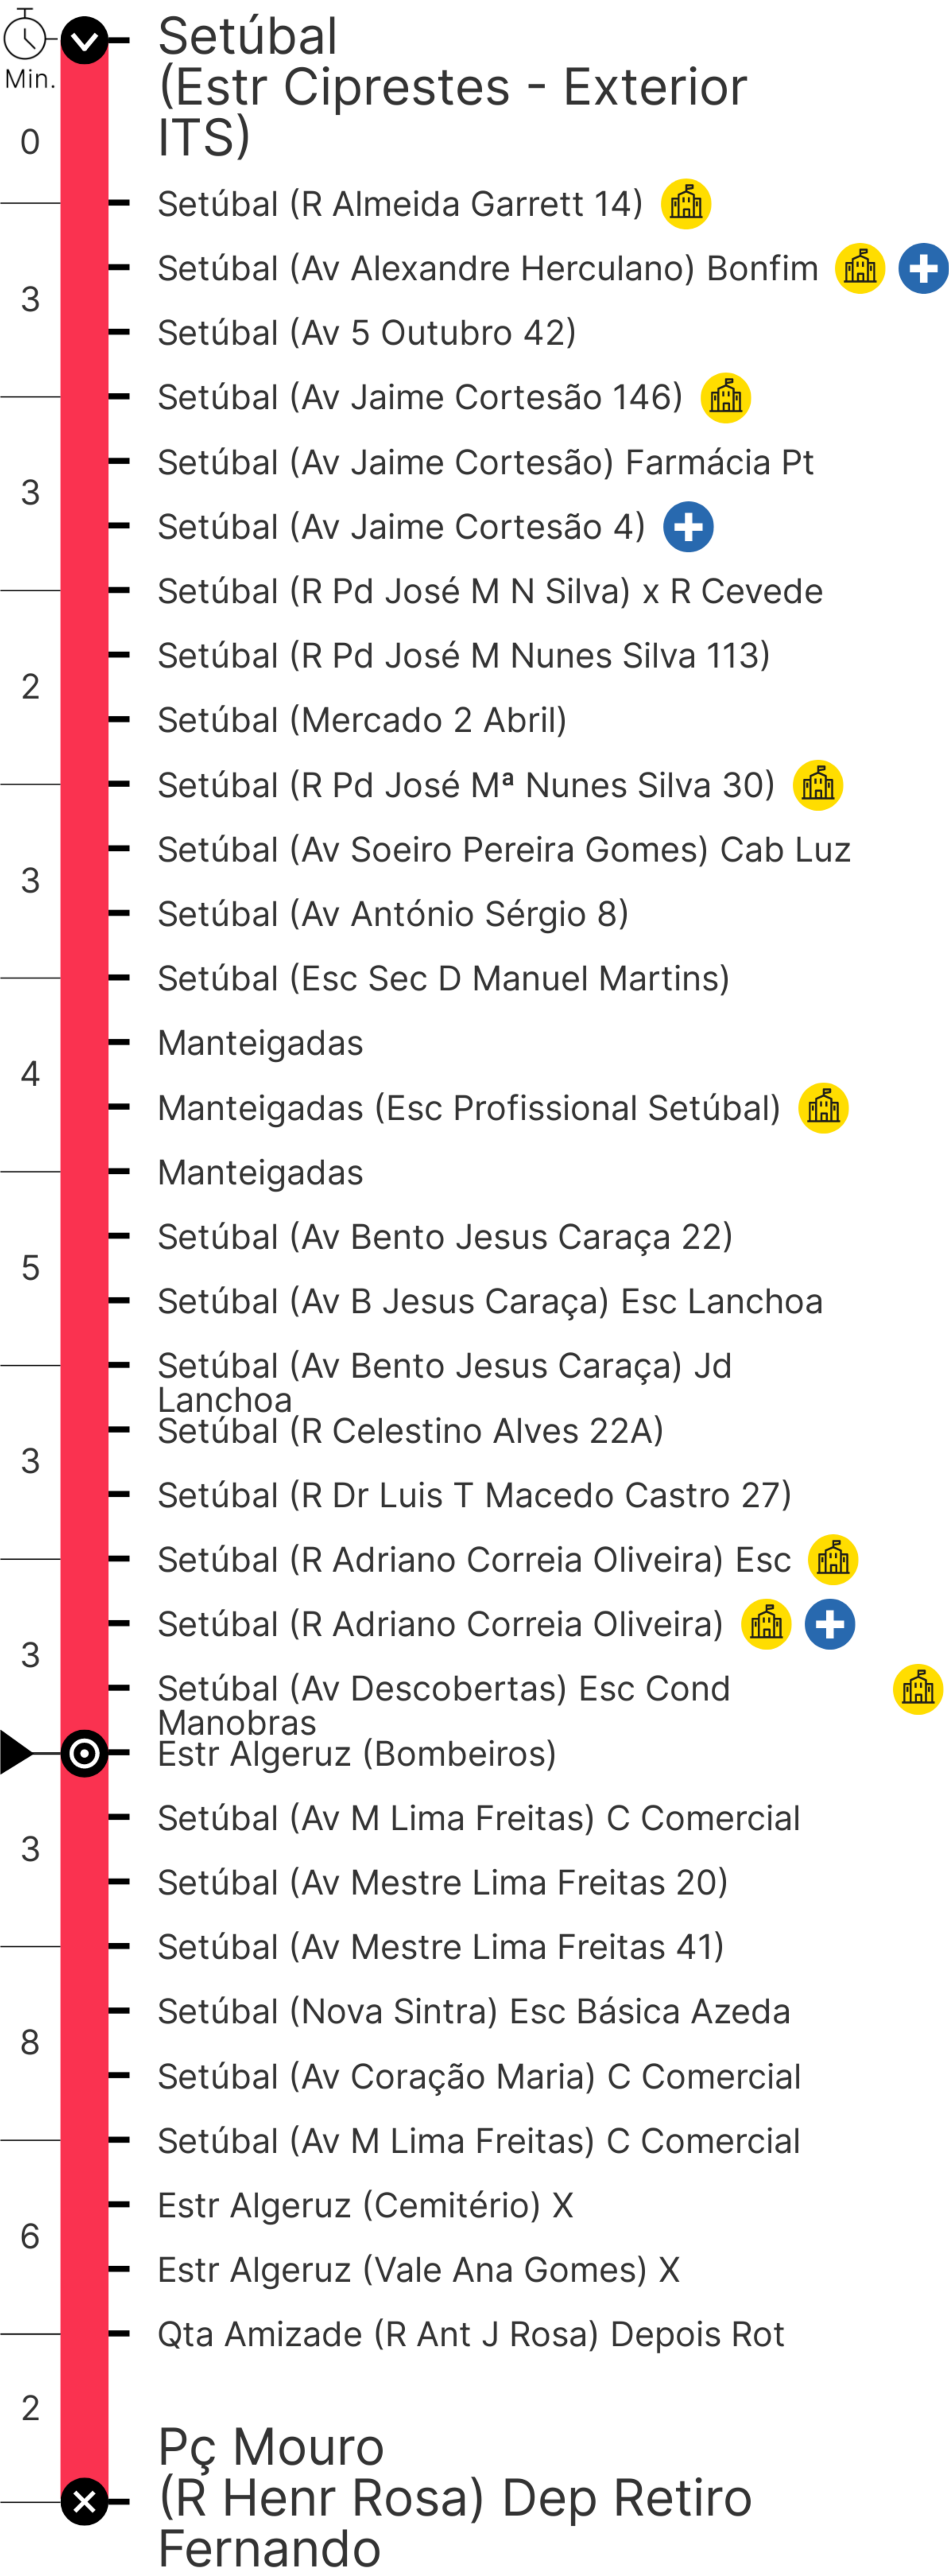 Setúbal
(Estr Ciprestes - Exterior
ITS)
Min.
0
Setúbal (R Almeida Garrett 14)
Setúbal (Av Alexandre Herculano) Bonfim
3
Setúbal (Av 5 Outubro 42)
Setúbal (Av Jaime Cortesão 146)
Setúbal (Av Jaime Cortesão) Farmácia Pt
3
Setúbal (Av Jaime Cortesão 4)
Setúbal (R Pd José M N Silva) x R Cevede
Setúbal (R Pd José M Nunes Silva 113)
2
Setúbal (Mercado 2 Abril)
Setúbal (R Pd José Mª Nunes Silva 30)
Setúbal (Av Soeiro Pereira Gomes) Cab Luz
3
Setúbal (Av António Sérgio 8)
Setúbal (Esc Sec D Manuel Martins)
Manteigadas
4
Manteigadas (Esc Profissional Setúbal)
Manteigadas
Setúbal (Av Bento Jesus Caraça 22)
5
Setúbal (Av B Jesus Caraça) Esc Lanchoa
Setúbal (Av Bento Jesus Caraça) Jd
Lanchoa
Setúbal (R Celestino Alves 22A)
3
Setúbal (R Dr Luis T Macedo Castro 27)
Setúbal (R Adriano Correia Oliveira) Esc
Setúbal (R Adriano Correia Oliveira)
3
Setúbal (Av Descobertas) Esc Cond
Manobras
Estr Algeruz (Bombeiros)
Setúbal (Av M Lima Freitas) C Comercial
3
Setúbal (Av Mestre Lima Freitas 20)
Setúbal (Av Mestre Lima Freitas 41)
Setúbal (Nova Sintra) Esc Básica Azeda
8
Setúbal (Av Coração Maria) C Comercial
Setúbal (Av M Lima Freitas) C Comercial
Estr Algeruz (Cemitério) X
6
Estr Algeruz (Vale Ana Gomes) X
Qta Amizade (R Ant J Rosa) Depois Rot
2
Pç Mouro
(R Henr Rosa) Dep Retiro
Fernando